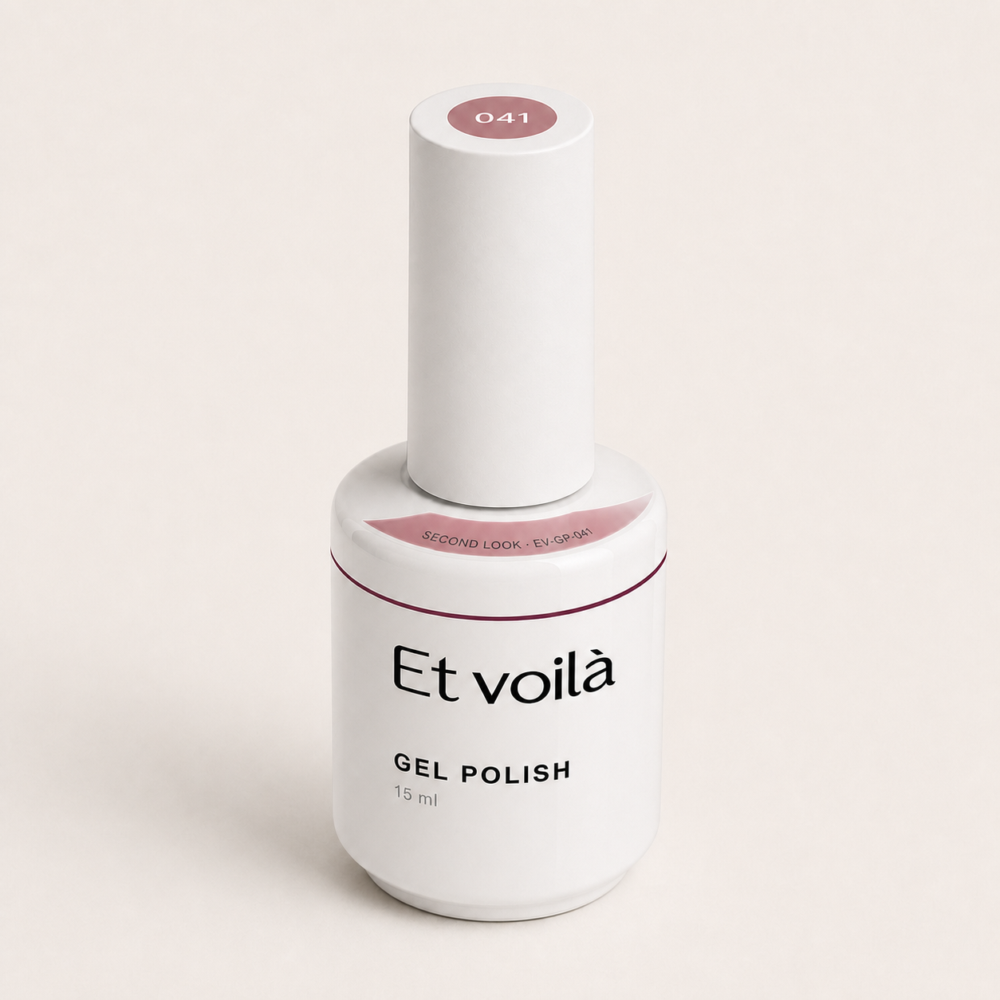 041
SECOND LOOK · EV-GP-041
Et voilà
GEL POLISH
15 ml